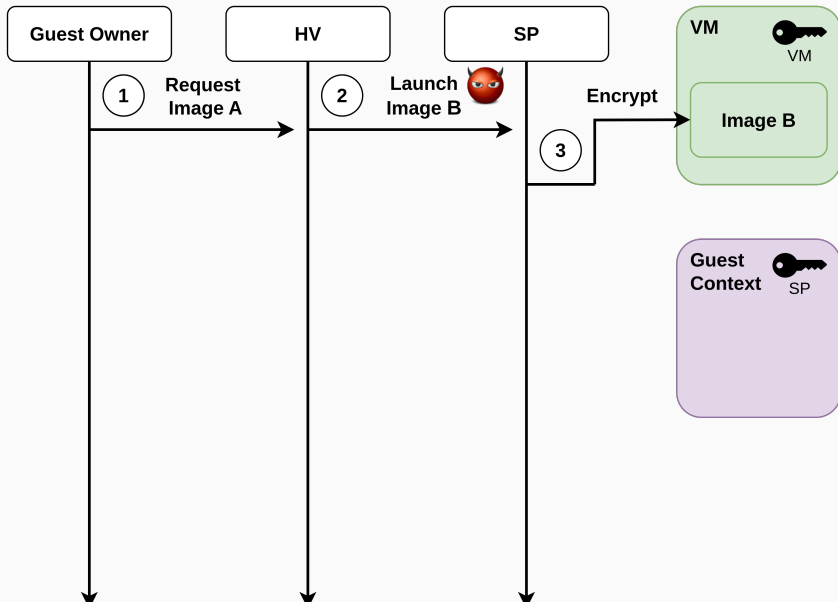 Guest Owner
HV
SP
VM
VM
1
Request
Image A
2
Launch
Image B
3
Encrypt
Image B
Guest
Context
SP